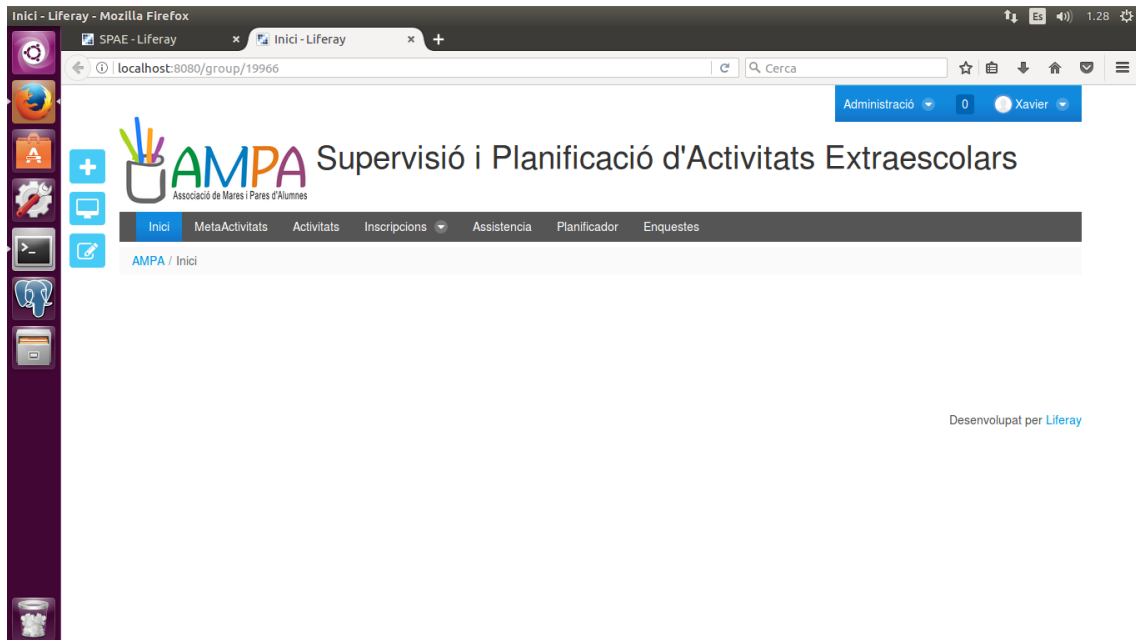 Inici - Liferay - Mozilla Firefox
Es 1.28
SPAE - Liferay × Inici - Liferay × +
localhost:8080/group/19966 Cerca
Administració 0 Xavier
AMPA Supervisió i Planificació d'Activitats Extraescolars
Associació de Mares i Pares d'Alumnes
Inici MetaActivitats Activitats Inscripcions Assistencia Planificador Enquestes
AMPA / Inici
Desenvolupat per Liferay